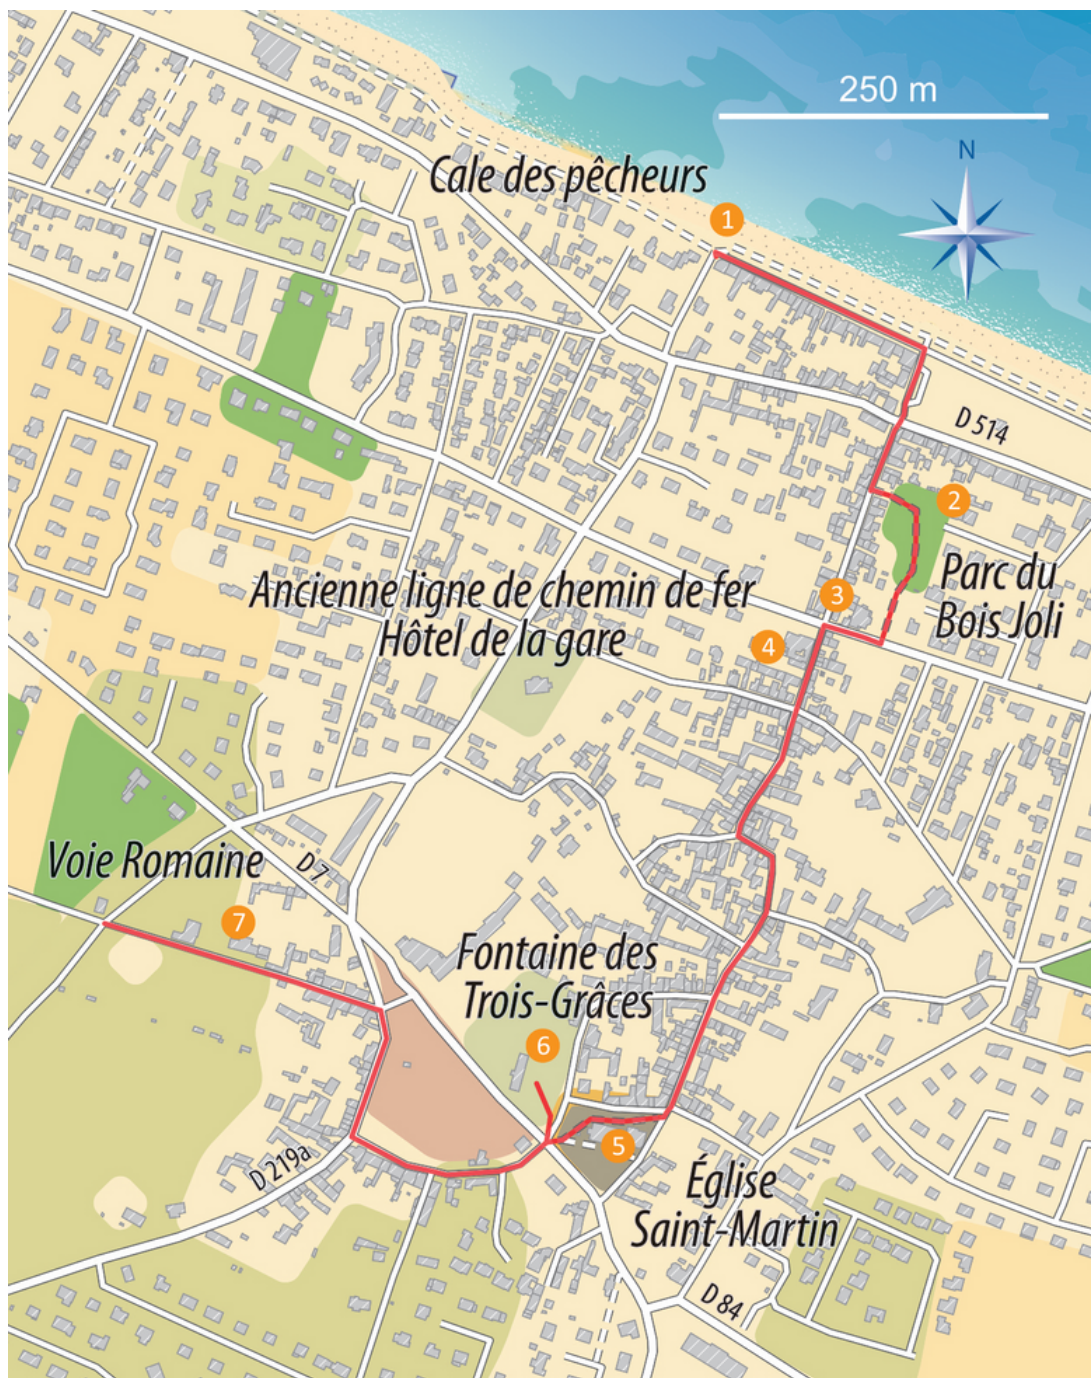 250 m
N
Cale des pêcheurs
1
D 514
2
Parc du
Bois Joli
3
Ancienne ligne de chemin de fer
Hôtel de la gare
4
Voie Romaine
D 7
7
Fontaine des
Trois-Grâces
6
5
D 219a
Église
Saint-Martin
D 84